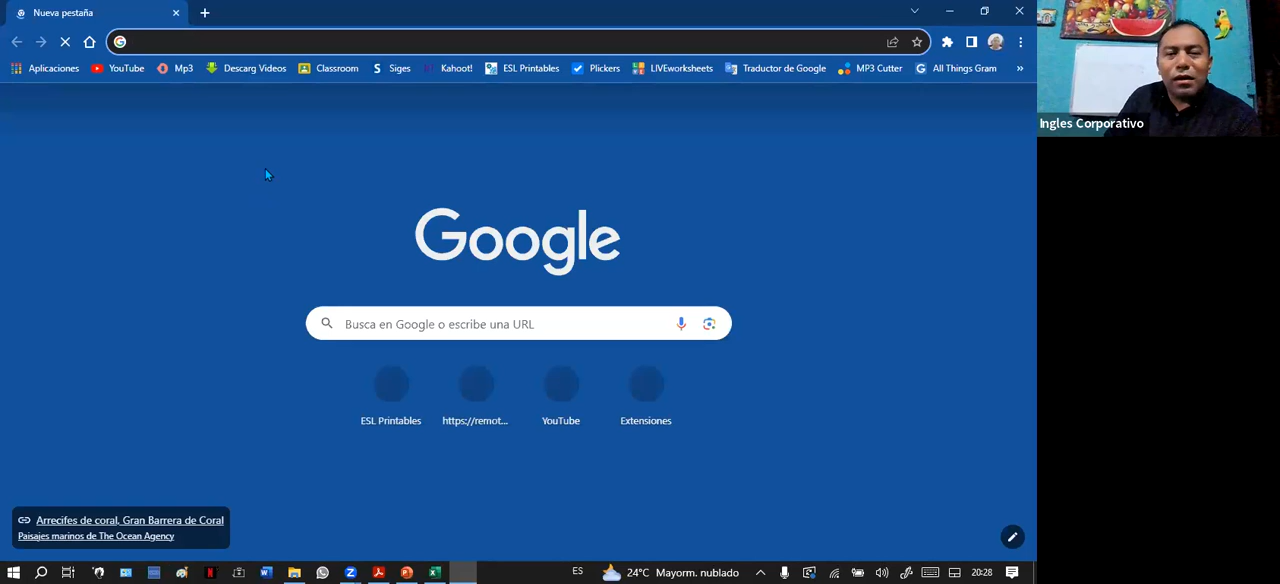 Nueva pestaña
Aplicaciones YouTube Mp3 Descarg Videos Classroom Siges Kahoot! ESL Printables Plickers LIVEworksheets Traductor de Google MP3 Cutter All Things Gram »
Ingles Corporativo
Google
Busca en Google o escribe una URL
ESL Printables https://remot... YouTube Extensiones
Arrecifes de coral, Gran Barrera de Coral
Paisajes marinos de The Ocean Agency
ES 24°C Mayorm. nublado 20:28